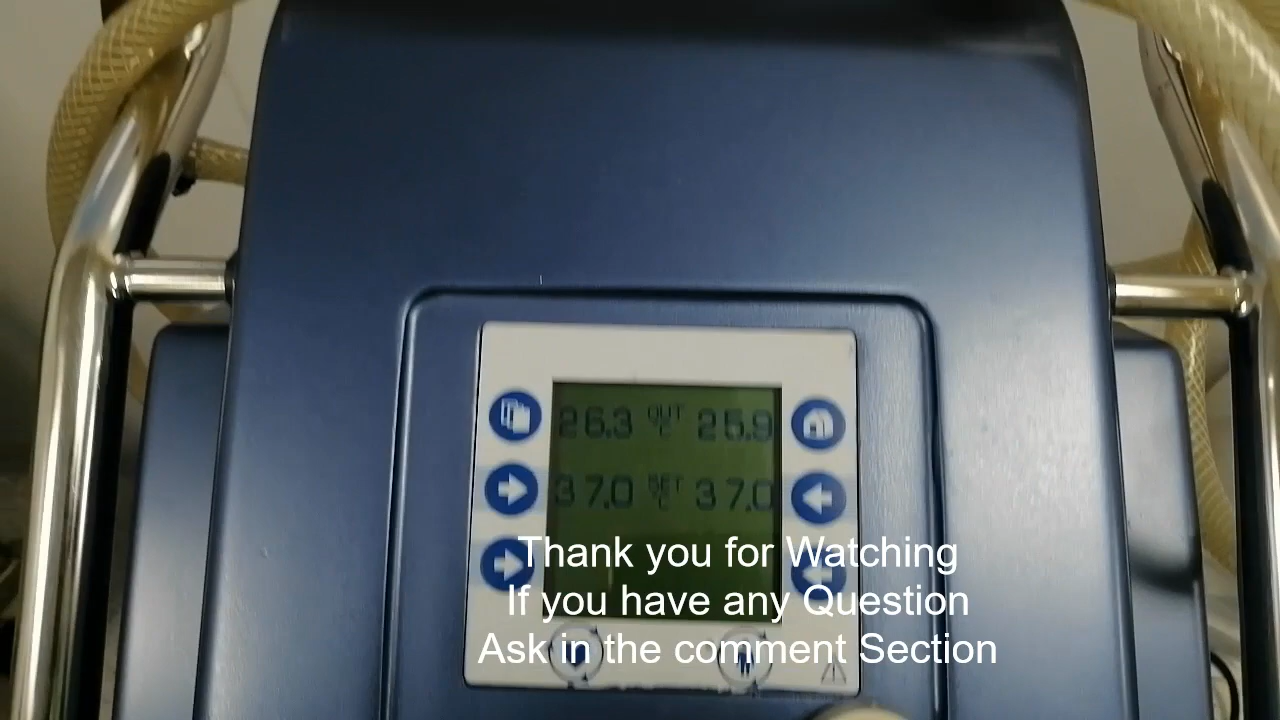 26.3 OUT °C 25.9
37.0 SET °C 37.0
Thank you for Watching
If you have any Question
Ask in the comment Section